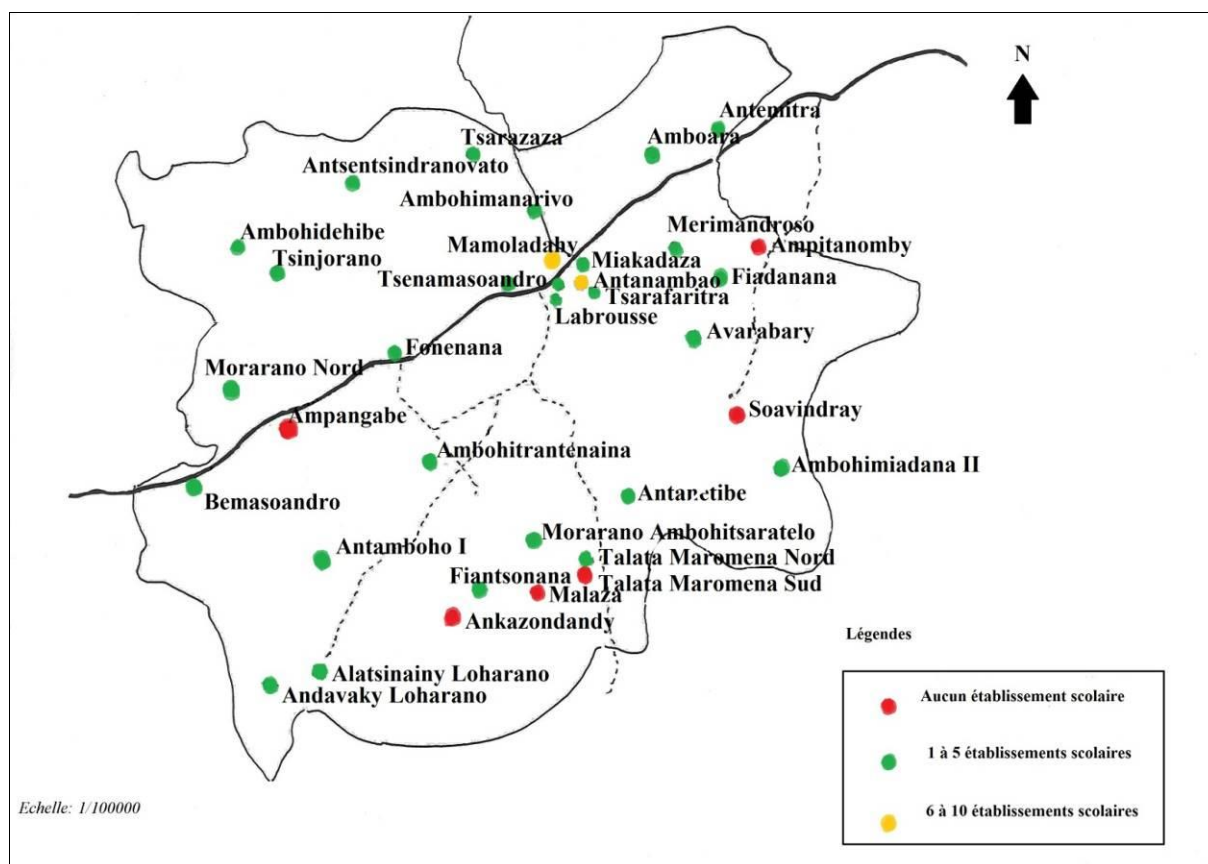 N
Antemitra
Tsarazaza
Amboara
Antsentsindranovato
Ambohimanarivo
Merimandroso
Ambohidehibe
Mamoladahy
Ampitanomby
Tsinjorano
Miakadaza
Tsenamasoandro
Antanambao
Fiadanana
Tsarafaritra
Labrousse
Avarabary
Fonenana
Morarano Nord
Ampangabe
Soavindray
Ambohitrantenaina
Ambohimiadana II
Bemasoandro
Antanetibe
Morarano Ambohitsaratelo
Antamboho I
Talata Maromena Nord
Fiantsonana
Talata Maromena Sud
Malaza
Ankazondandy
Alatsinainy Loharano
Andavaky Loharano
Légendes
Aucun établissement scolaire
1 à 5 établissements scolaires
6 à 10 établissements scolaires
Echelle: 1/100000